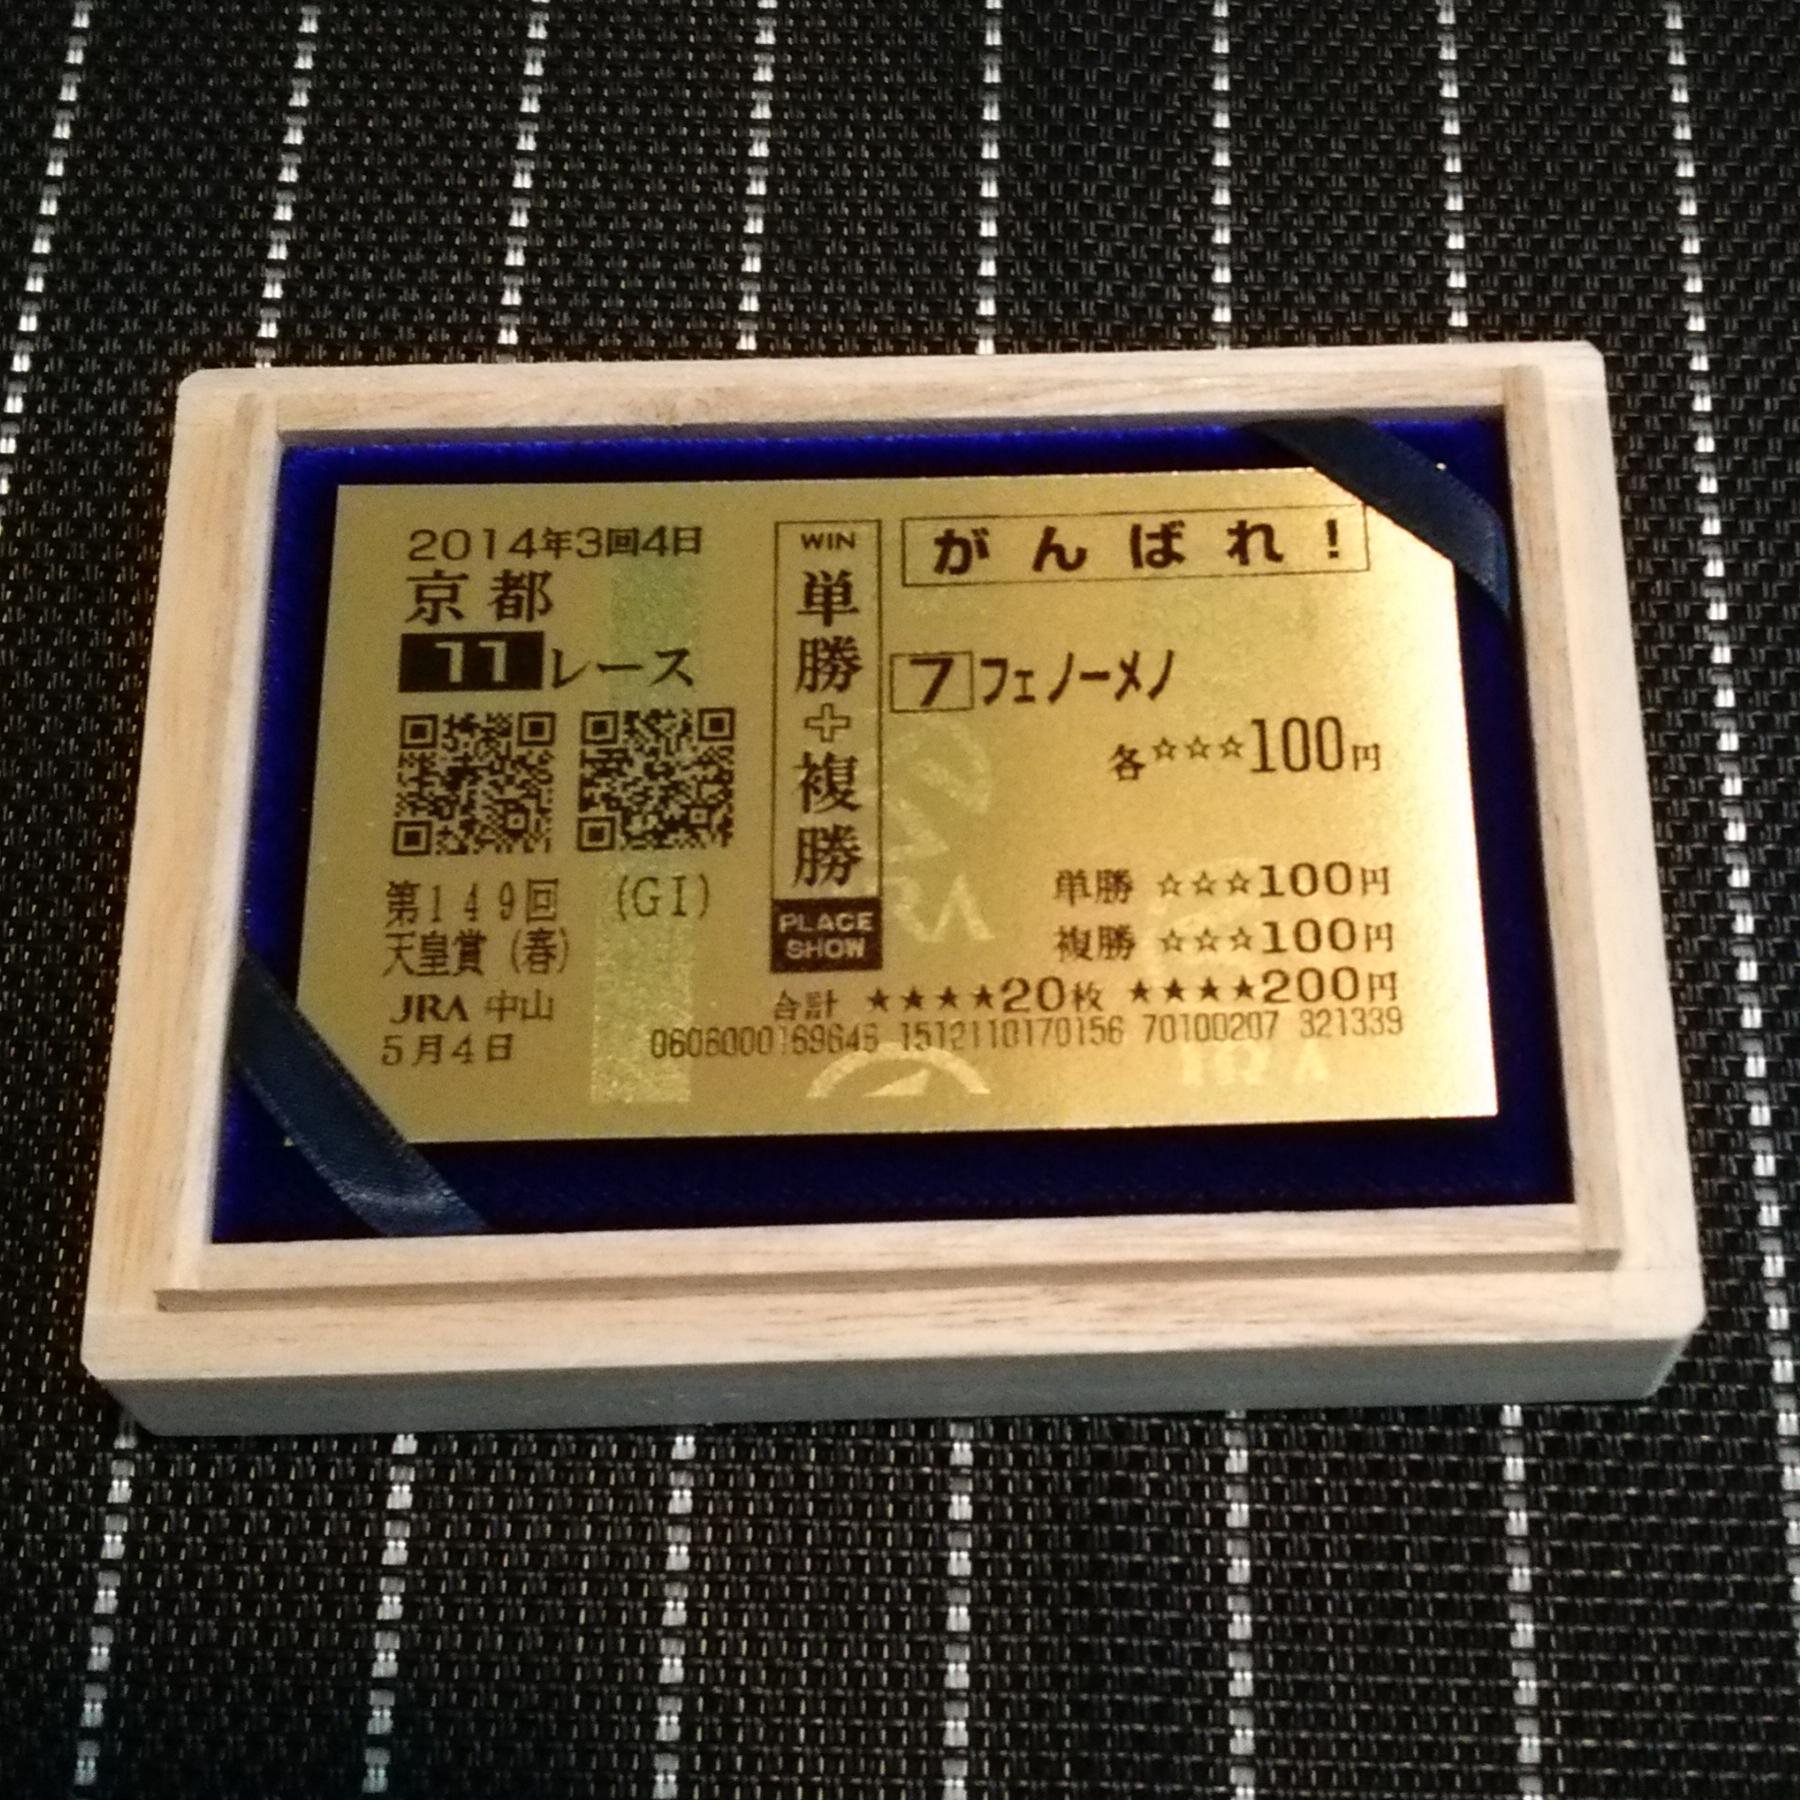 2014年3回4日
京都
11レース
第149回 (GI)
天皇賞(春)
JRA 中山
5月4日
WIN
単勝+複勝
PLACE
SHOW
がんばれ!
7 フェノーメノ
各☆☆☆100円
単勝 ☆☆☆100円
複勝 ☆☆☆100円
合計 ★★★★20枚 ★★★★200円
0606000169646 1512110170156 70100207 321339
JRA